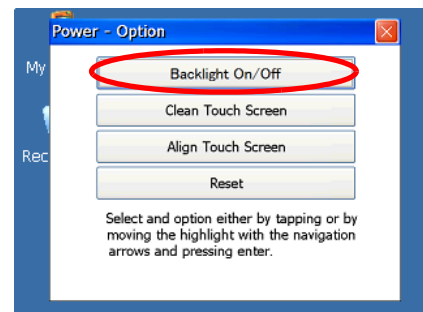 Power - Option
My
Backlight On/Off
Clean Touch Screen
Align Touch Screen
Rec
Reset
Select and option either by tapping or by
moving the highlight with the navigation
arrows and pressing enter.